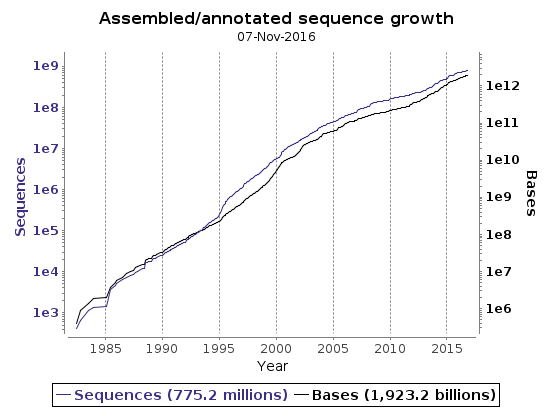 Assembled/annotated sequence growth
07-Nov-2016
1e9
1e8
1e7
1e6
1e5
1e4
1e3
Sequences
1e12
1e11
1e10
1e9
1e8
1e7
1e6
Bases
1985 1990 1995 2000 2005 2010 2015
Year
Sequences (775.2 millions) Bases (1,923.2 billions)